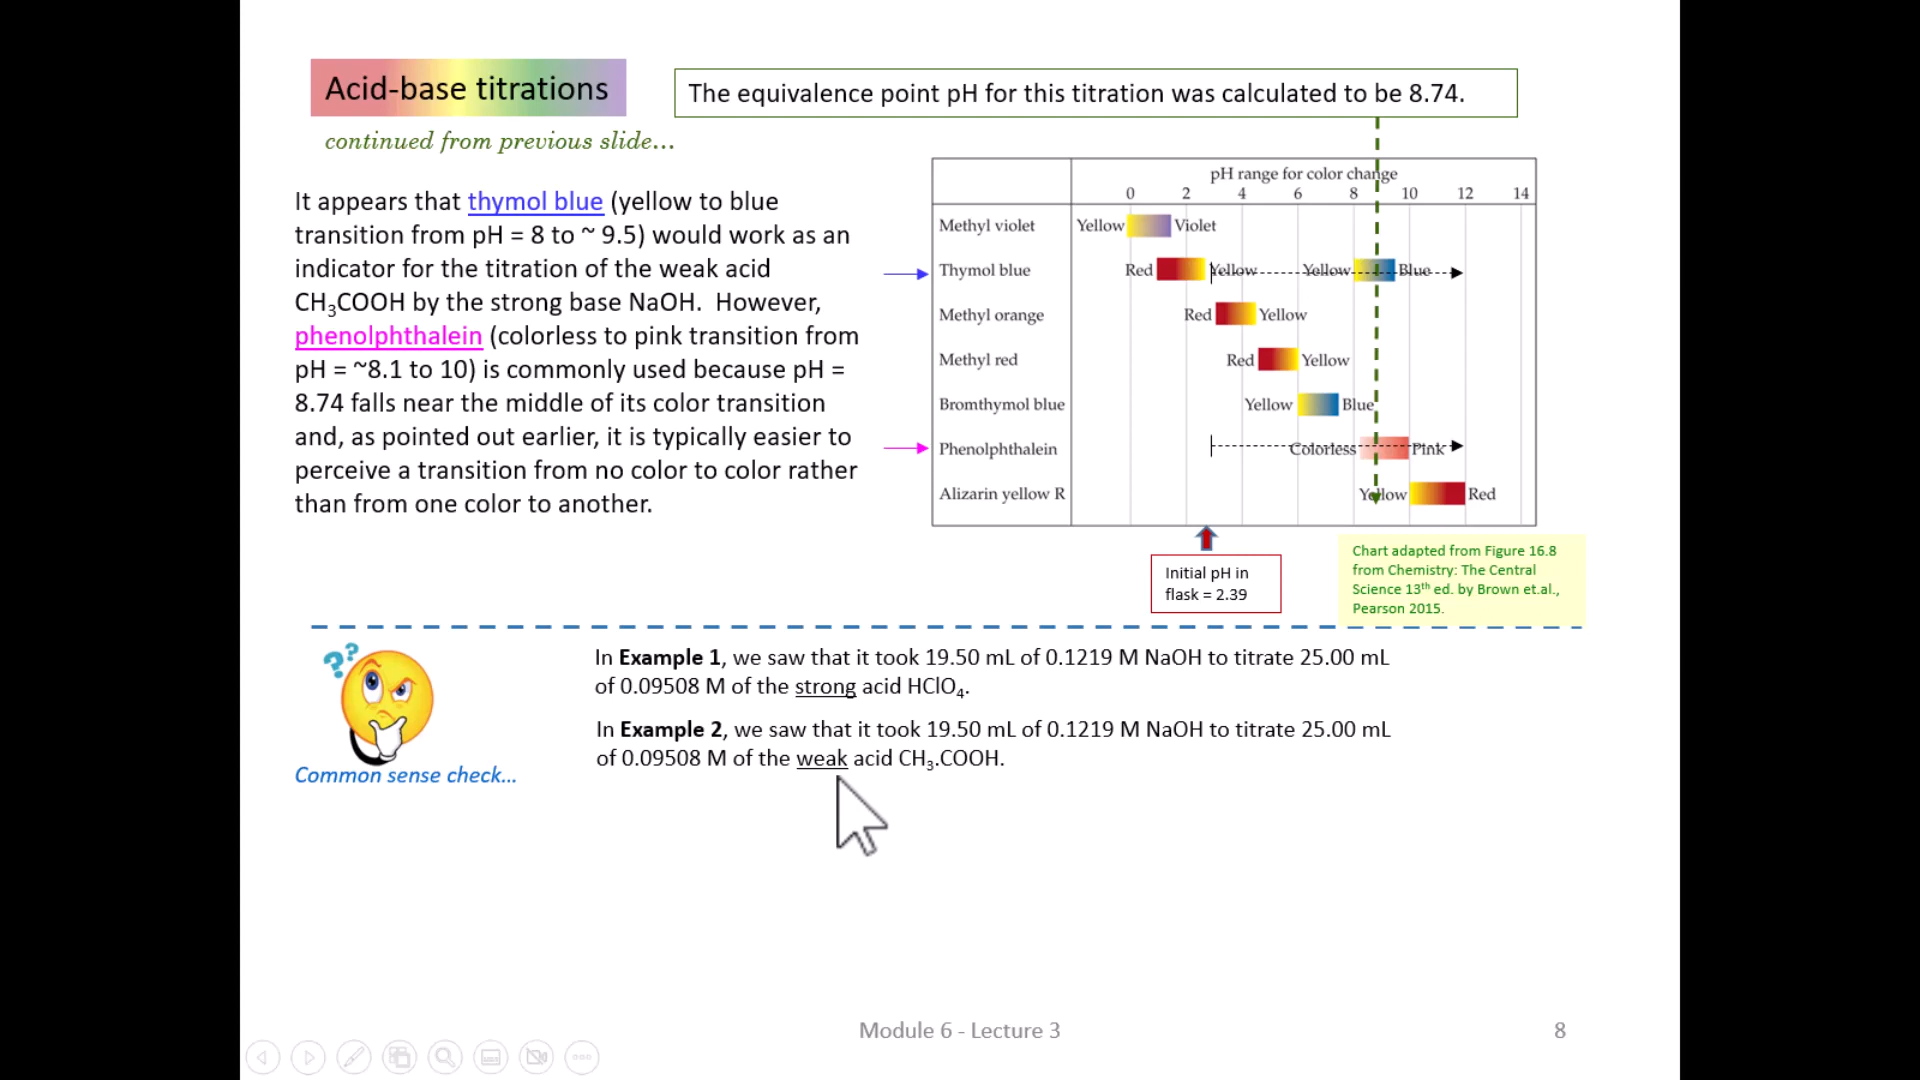 Acid-base titrations
The equivalence point pH for this titration was calculated to be 8.74.
continued from previous slide...
It appears that thymol blue (yellow to blue
transition from pH = 8 to ~ 9.5) would work as an
indicator for the titration of the weak acid
CH₃COOH by the strong base NaOH.  However,
phenolphthalein (colorless to pink transition from
pH = ~8.1 to 10) is commonly used because pH =
8.74 falls near the middle of its color transition
and, as pointed out earlier, it is typically easier to
perceive a transition from no color to color rather
than from one color to another.
pH range for color change
0 2 4 6 8 10 12 14
Methyl violet Yellow Violet
Thymol blue Red Yellow Yellow Blue
Methyl orange Red Yellow
Methyl red Red Yellow
Bromthymol blue Yellow Blue
Phenolphthalein Colorless Pink
Alizarin yellow R Yellow Red
Initial pH in
flask = 2.39
Chart adapted from Figure 16.8
from Chemistry: The Central
Science 13th ed. by Brown et.al.,
Pearson 2015.
??
Common sense check...
In Example 1, we saw that it took 19.50 mL of 0.1219 M NaOH to titrate 25.00 mL
of 0.09508 M of the strong acid HClO₄.
In Example 2, we saw that it took 19.50 mL of 0.1219 M NaOH to titrate 25.00 mL
of 0.09508 M of the weak acid CH₃.COOH.
Module 6 - Lecture 3
8